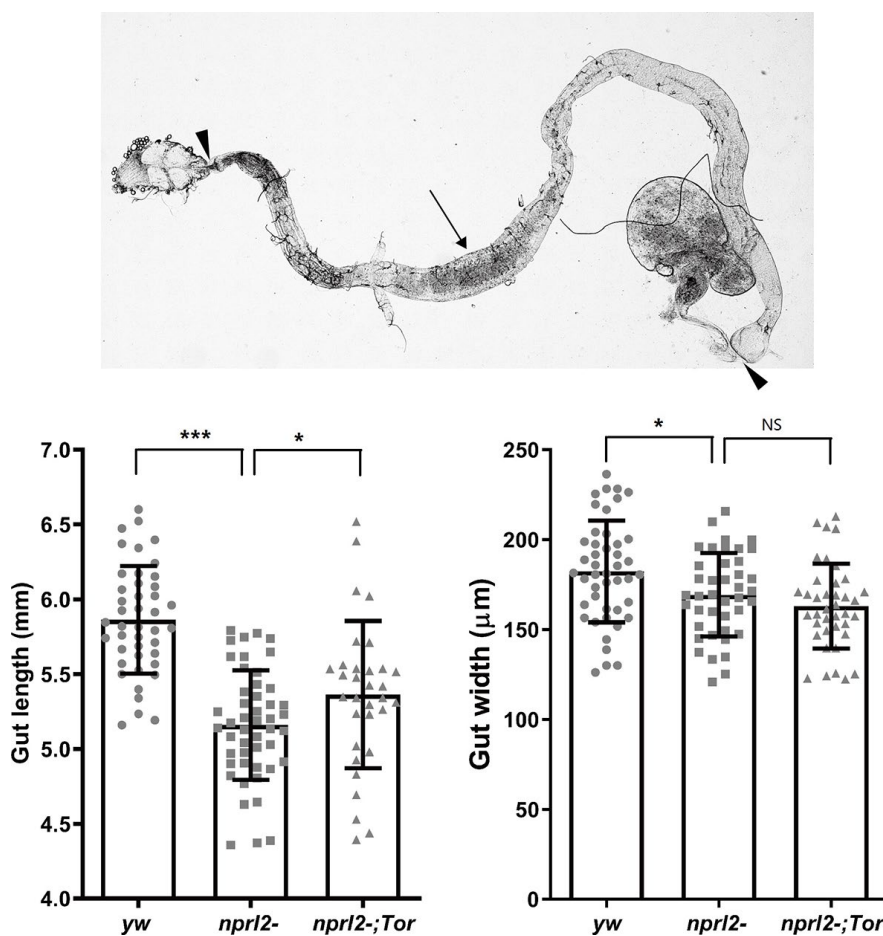 ***
*
7.0
6.5
6.0
5.5
5.0
4.5
4.0
Gut length (mm)
yw
nprl2-
nprl2-;Tor
*
NS
250
200
150
100
50
0
Gut width (μm)
yw
nprl2-
nprl2-;Tor